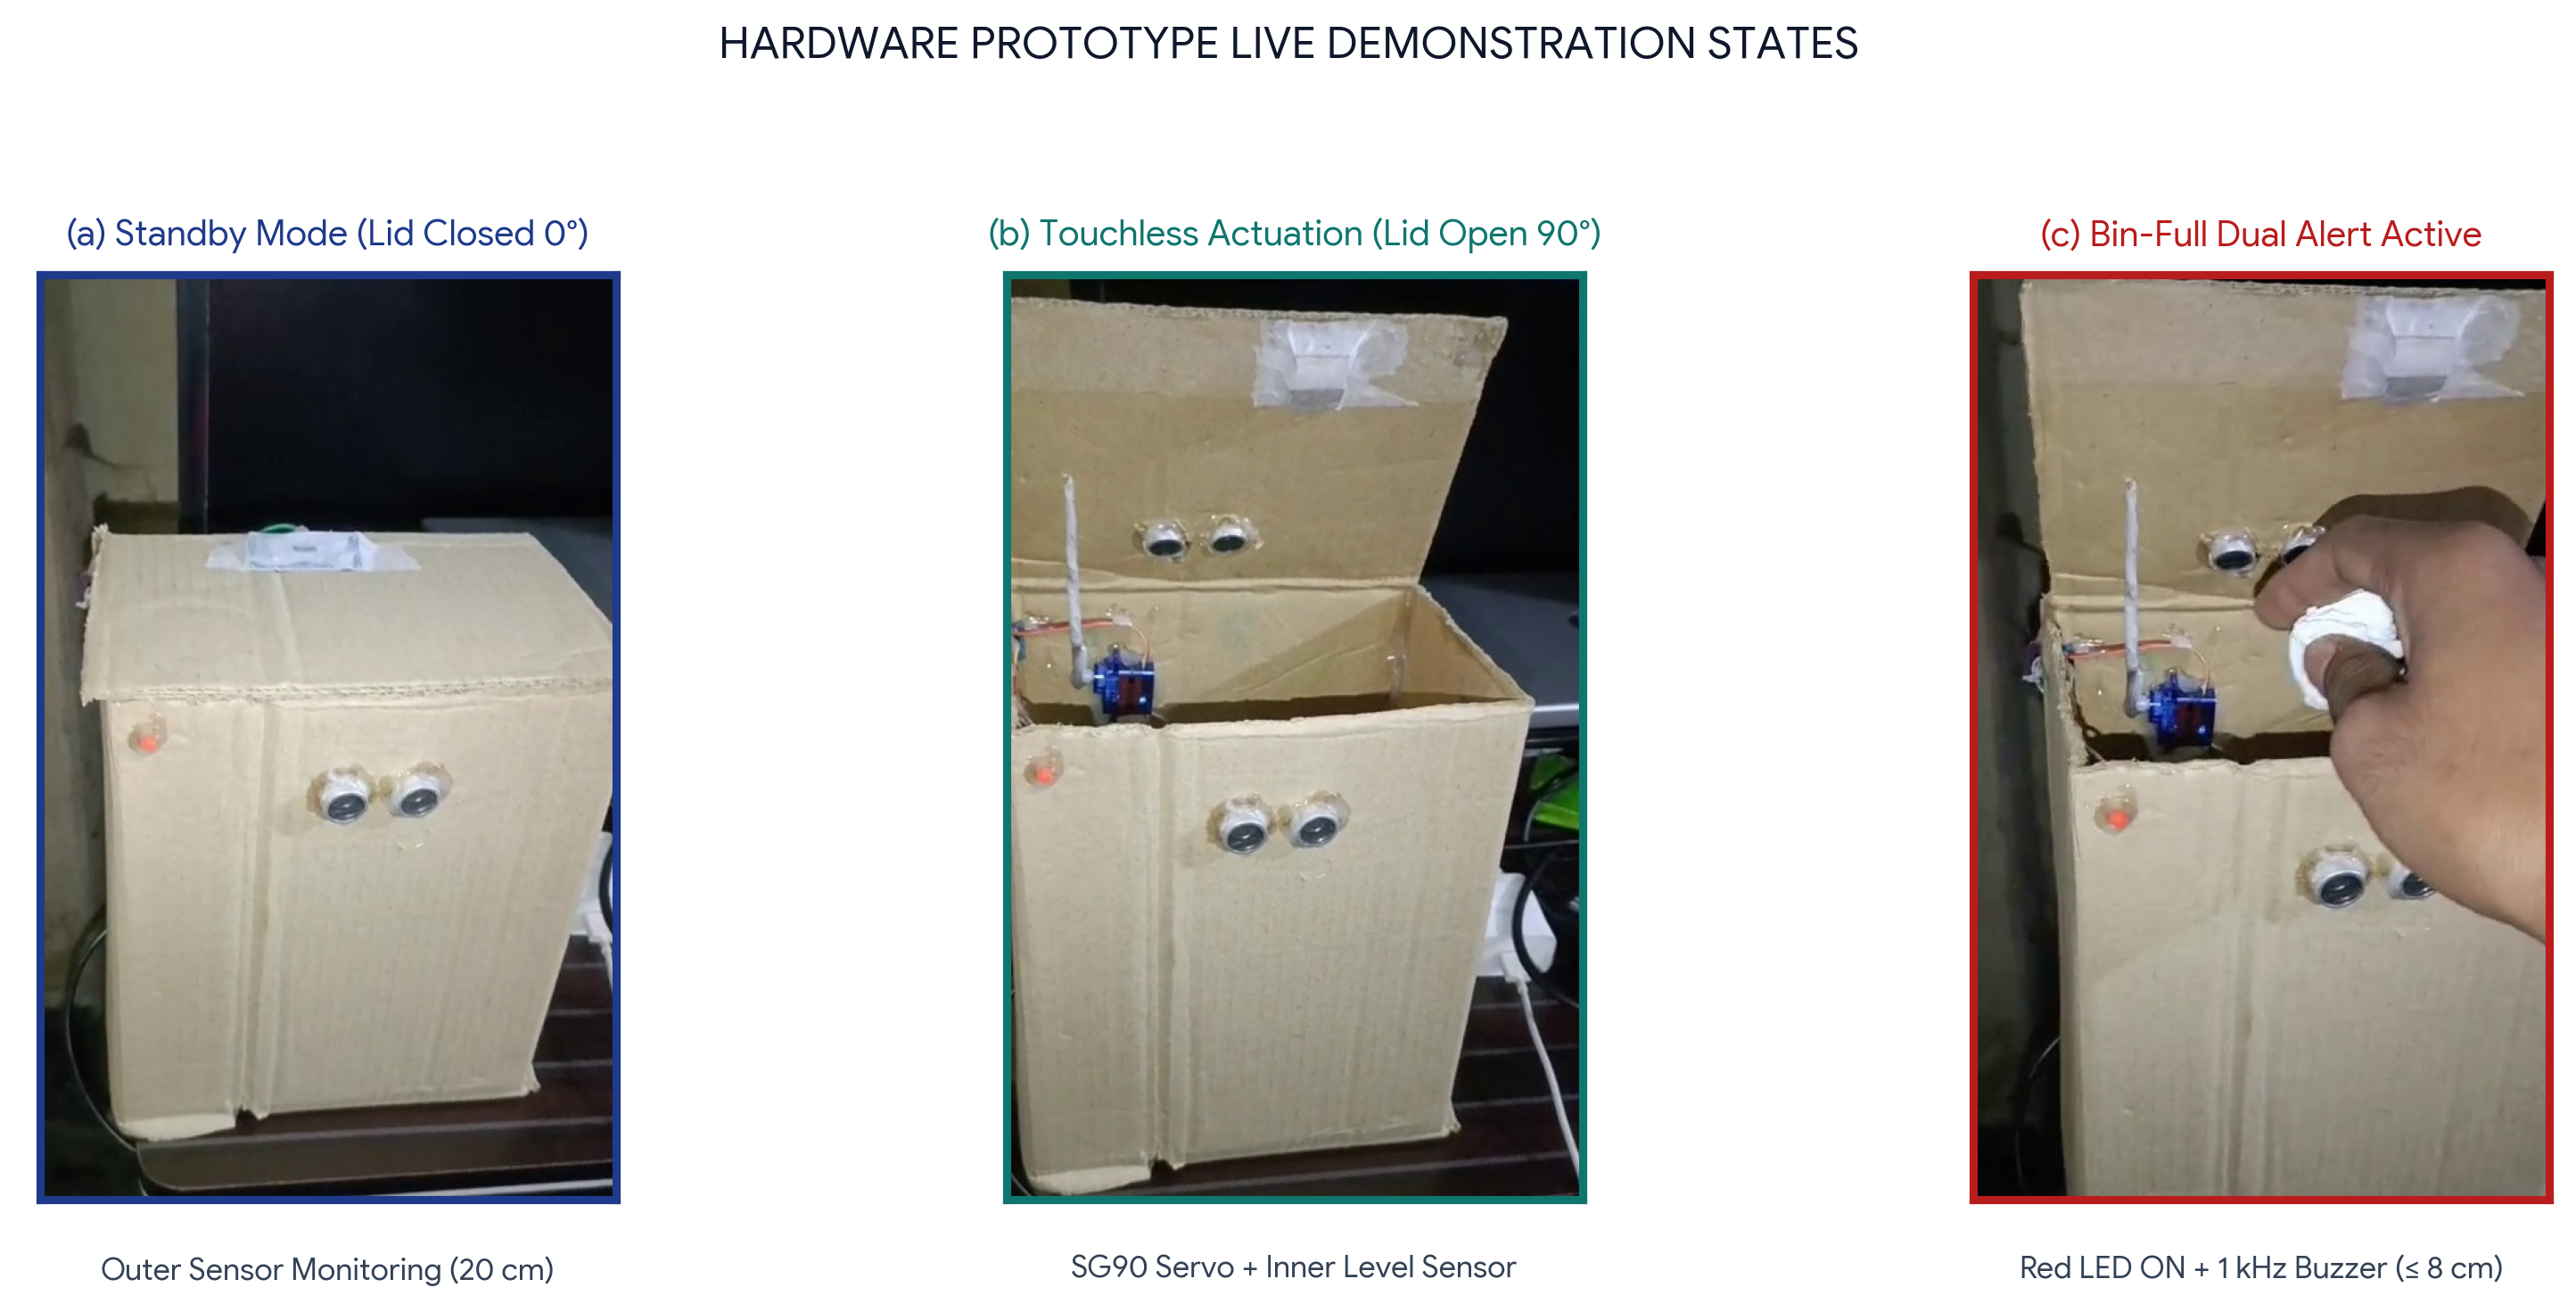 HARDWARE PROTOTYPE LIVE DEMONSTRATION STATES
(a) Standby Mode (Lid Closed 0°)
(b) Touchless Actuation (Lid Open 90°)
(c) Bin-Full Dual Alert Active
Outer Sensor Monitoring (20 cm)
SG90 Servo + Inner Level Sensor
Red LED ON + 1 kHz Buzzer (≤ 8 cm)